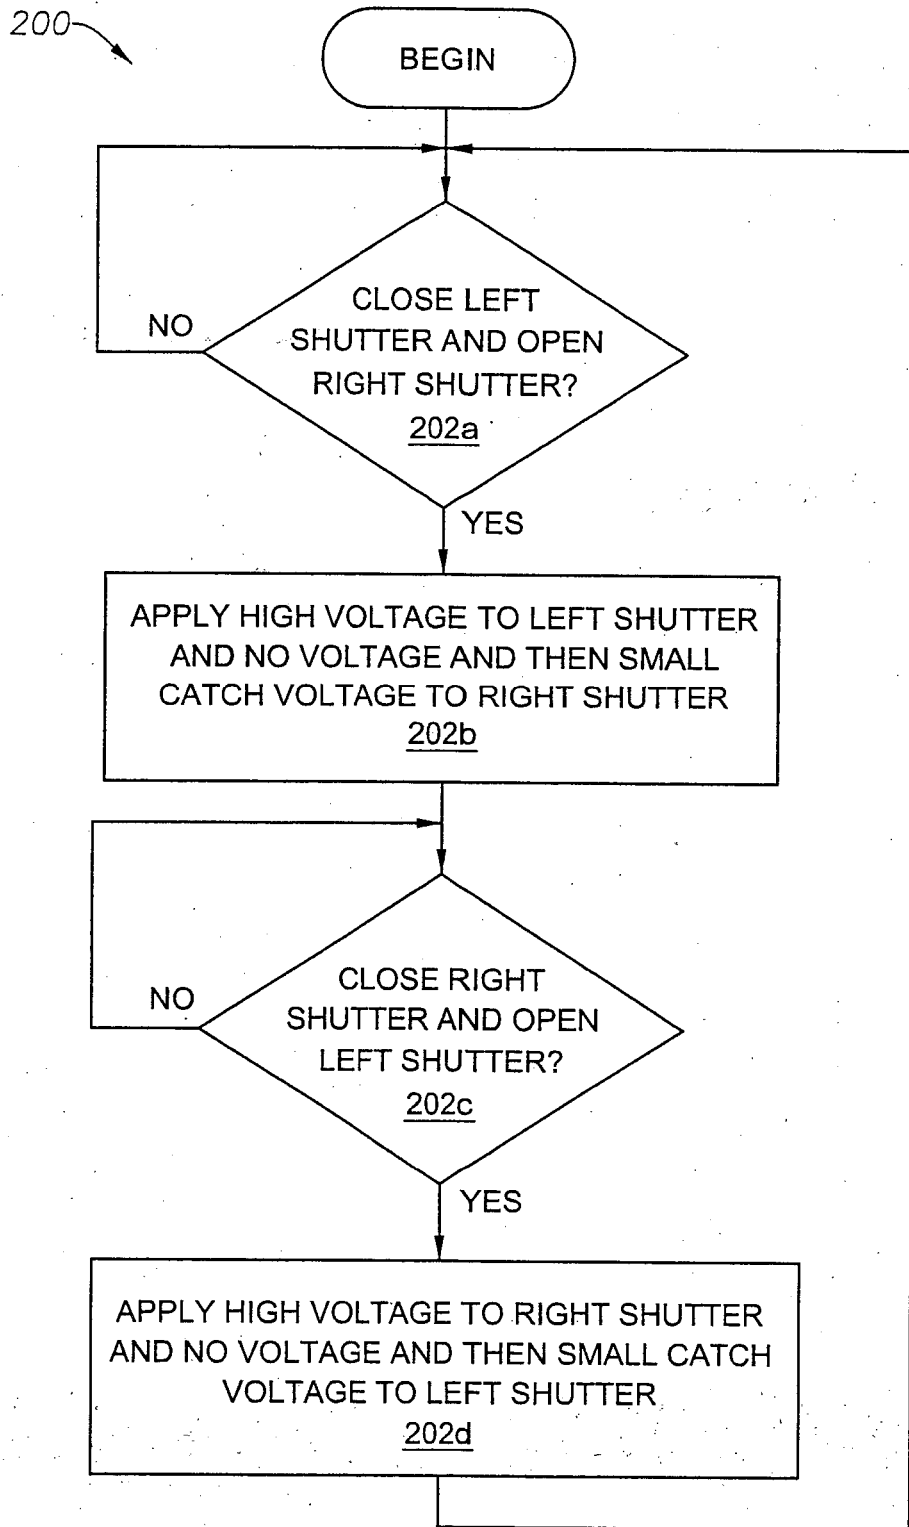 200
BEGIN
CLOSE LEFT
SHUTTER AND OPEN
RIGHT SHUTTER?
202a
NO
YES
APPLY HIGH VOLTAGE TO LEFT SHUTTER
AND NO VOLTAGE AND THEN SMALL
CATCH VOLTAGE TO RIGHT SHUTTER
202b
CLOSE RIGHT
SHUTTER AND OPEN
LEFT SHUTTER?
202c
NO
YES
APPLY HIGH VOLTAGE TO RIGHT SHUTTER
AND NO VOLTAGE AND THEN SMALL CATCH
VOLTAGE TO LEFT SHUTTER
202d